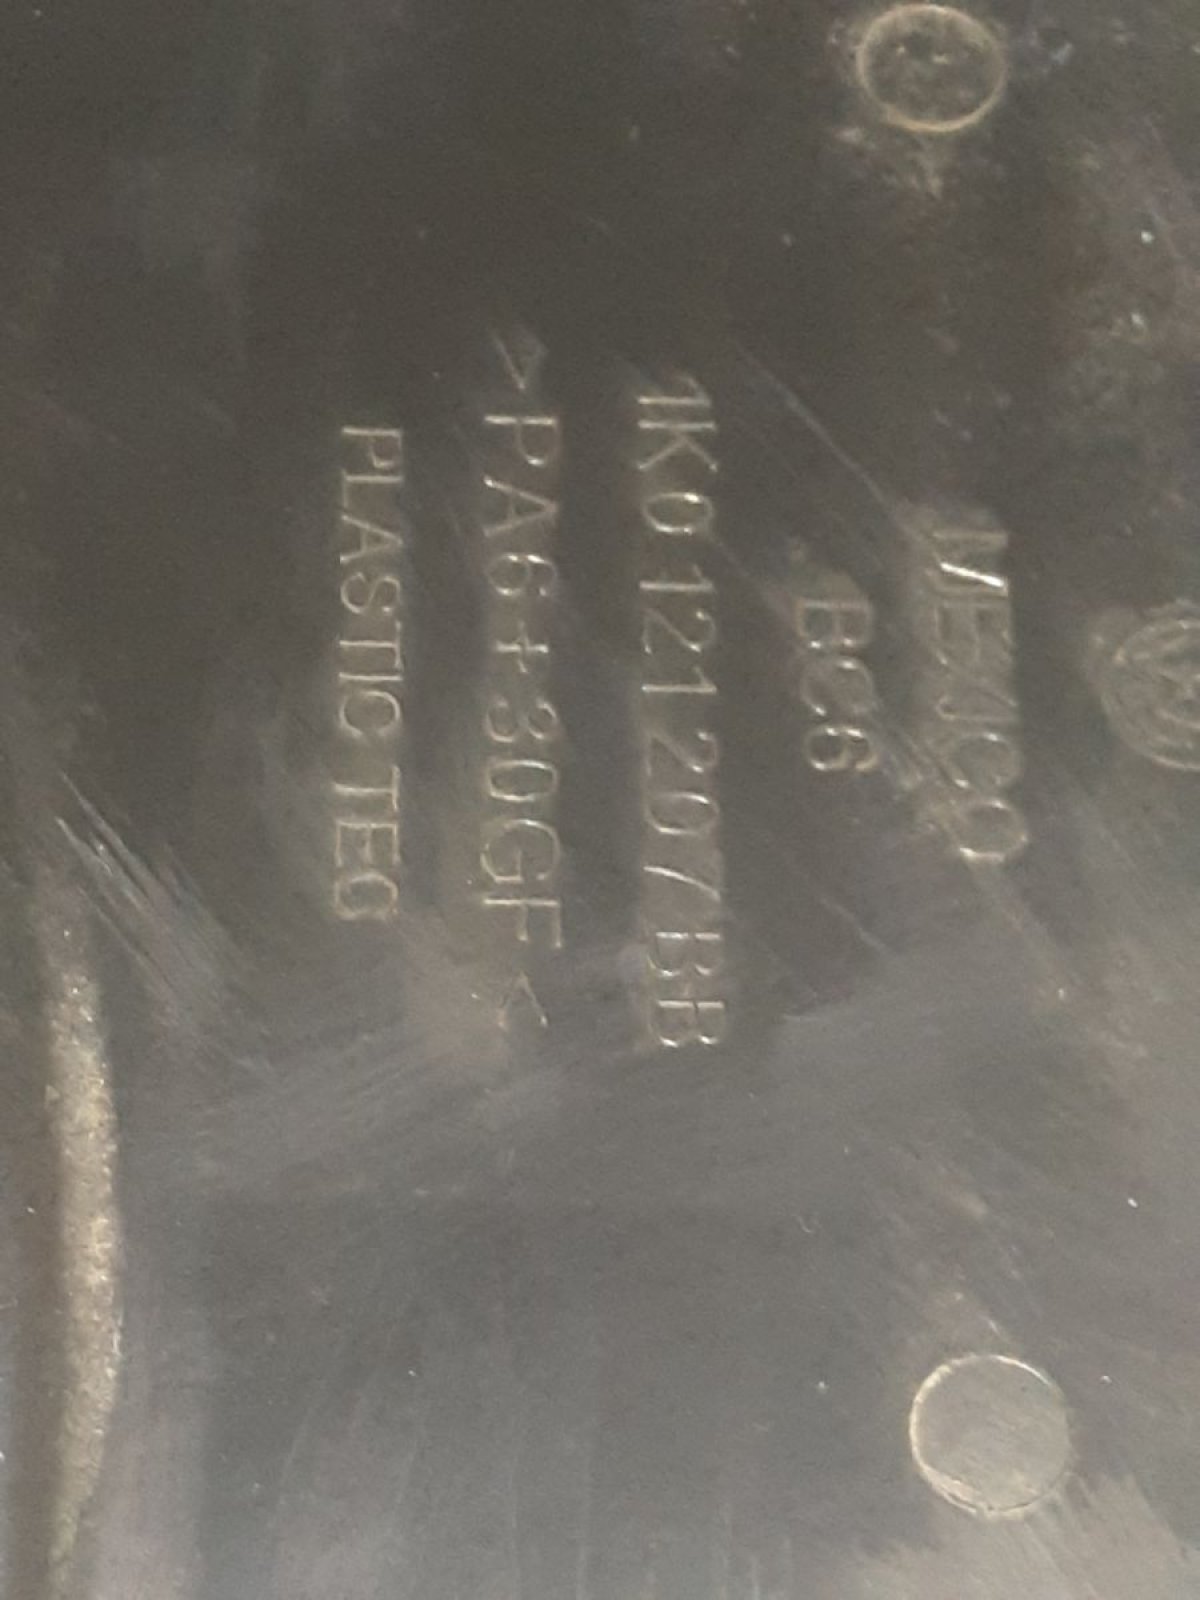 MEXICO
BC6
1K0 121 207 BB
>PA6+30GF<
PLASTIC TEC